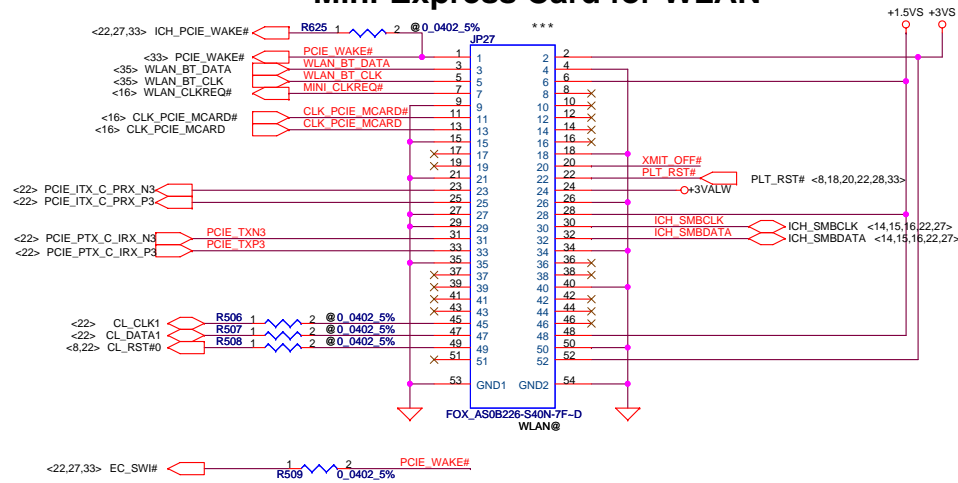 Mini-Express Card for WLAN
+1.5VS +3VS
<22,27,33> ICH_PCIE_WAKE# R625 1 2 @0_0402_5% ***
JP27
<33> PCIE_WAKE# PCIE_WAKE# 1 1 2 2
<35> WLAN_BT_DATA WLAN_BT_DATA 3 3 4 4
<35> WLAN_BT_CLK WLAN_BT_CLK 5 5 6 6
<16> WLAN_CLKREQ# MINI_CLKREQ# 7 7 8 8
9 9 10 10
<16> CLK_PCIE_MCARD# CLK_PCIE_MCARD# 11 11 12 12
<16> CLK_PCIE_MCARD CLK_PCIE_MCARD 13 13 14 14
15 15 16 16
17 17 18 18
19 19 20 20 XMIT_OFF#
21 21 22 22 PLT_RST# PLT_RST# <8,18,20,22,28,33>
<22> PCIE_ITX_C_PRX_N3 23 23 24 24 +3VALW
<22> PCIE_ITX_C_PRX_P3 25 25 26 26
27 27 28 28
29 29 30 30 ICH_SMBCLK ICH_SMBCLK <14,15,16,22,27>
<22> PCIE_PTX_C_IRX_N3 PCIE_TXN3 31 31 32 32 ICH_SMBDATA ICH_SMBDATA <14,15,16,22,27>
<22> PCIE_PTX_C_IRX_P3 PCIE_TXP3 33 33 34 34
35 35 36 36
37 37 38 38
39 39 40 40
41 41 42 42
43 43 44 44
<22> CL_CLK1 R506 1 2 @0_0402_5% 45 45 46 46
<22> CL_DATA1 R507 1 2 @0_0402_5% 47 47 48 48
<8,22> CL_RST#0 R508 1 2 @0_0402_5% 49 49 50 50
51 51 52 52
53 GND1 GND2 54
FOX_AS0B226-S40N-7F~D
WLAN@
<22,27,33> EC_SWI# 1 2 PCIE_WAKE#
R509 0_0402_5%